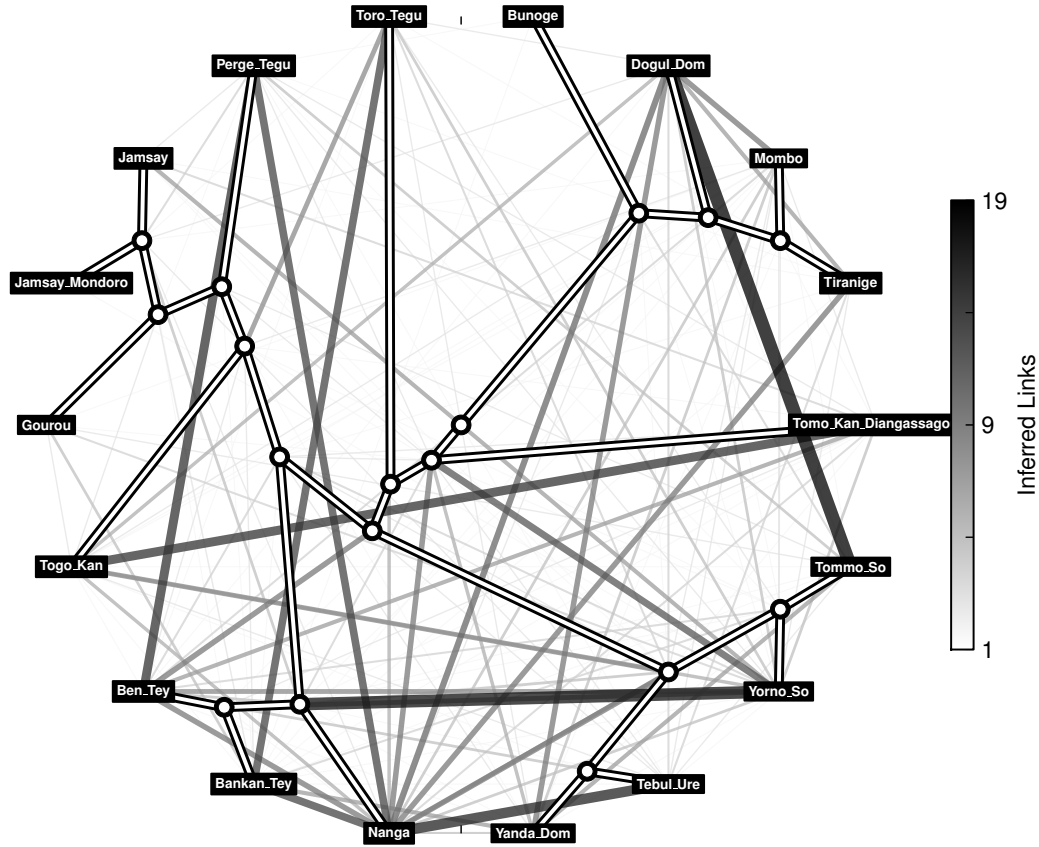 Toro_Tegu
Bunoge
Perge_Tegu
Dogul_Dom
Jamsay
Mombo
Jamsay_Mondoro
Tiranige
Gourou
Tomo_Kan_Diangassago
Togo_Kan
Tommo_So
Ben_Tey
Yorno_So
Bankan_Tey
Tebul_Ure
Nanga
Yanda_Dom
19
9
1
Inferred Links